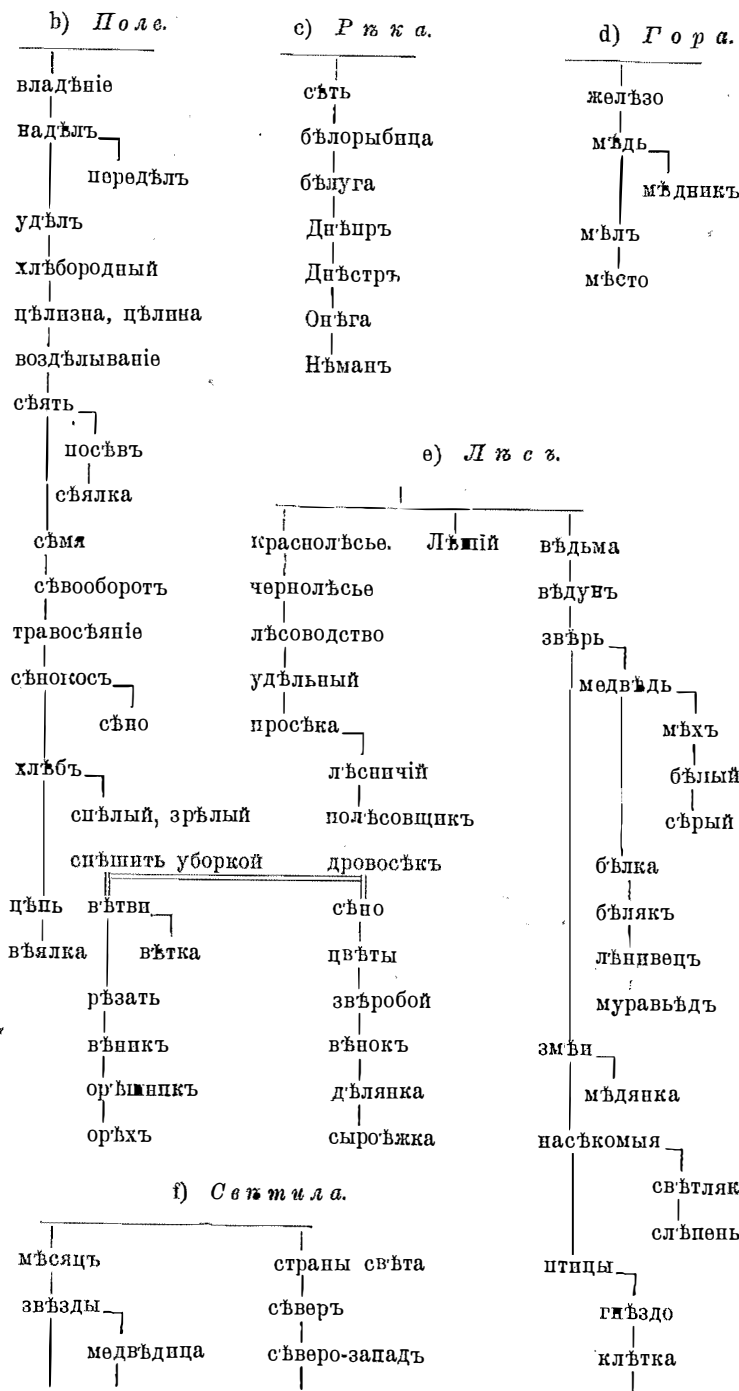 b) Поле.
владѣніе
надѣлъ
передѣлъ
удѣлъ
хлѣбородный
цѣлизна, цѣлина
воздѣлываніе
сѣять
посѣвъ
сѣялка
сѣмя
сѣвооборотъ
травосѣяніе
сѣнокосъ
сѣно
хлѣбъ
спѣлый, зрѣлый
спѣшить уборкой
цѣпь
вѣялка
вѣтви
вѣтка
рѣзать
вѣникъ
орѣшникъ
орѣхъ
c) Рѣка.
сѣть
бѣлорыбица
бѣлуга
Днѣпръ
Днѣстръ
Онѣга
Нѣманъ
d) Гора.
желѣзо
мѣдь
мѣдникъ
мѣлъ
мѣсто
e) Лѣсъ.
краснолѣсье.
чернолѣсье
лѣсоводство
удѣльный
просѣка
лѣсничій
полѣсовщикъ
дровосѣкъ
сѣно
цвѣты
звѣробой
вѣнокъ
дѣлянка
сыроѣжка
Лѣшій
вѣдьма
вѣдунъ
звѣрь
медвѣдь
мѣхъ
бѣлый
сѣрый
бѣлка
бѣлякъ
лѣнивецъ
муравьѣдъ
змѣи
мѣдянка
насѣкомыя
свѣтляк
слѣпень
птицы
гнѣздо
клѣтка
f) Свѣтила.
мѣсяцъ
звѣзды
медвѣдица
страны свѣта
сѣверъ
сѣверо-западъ